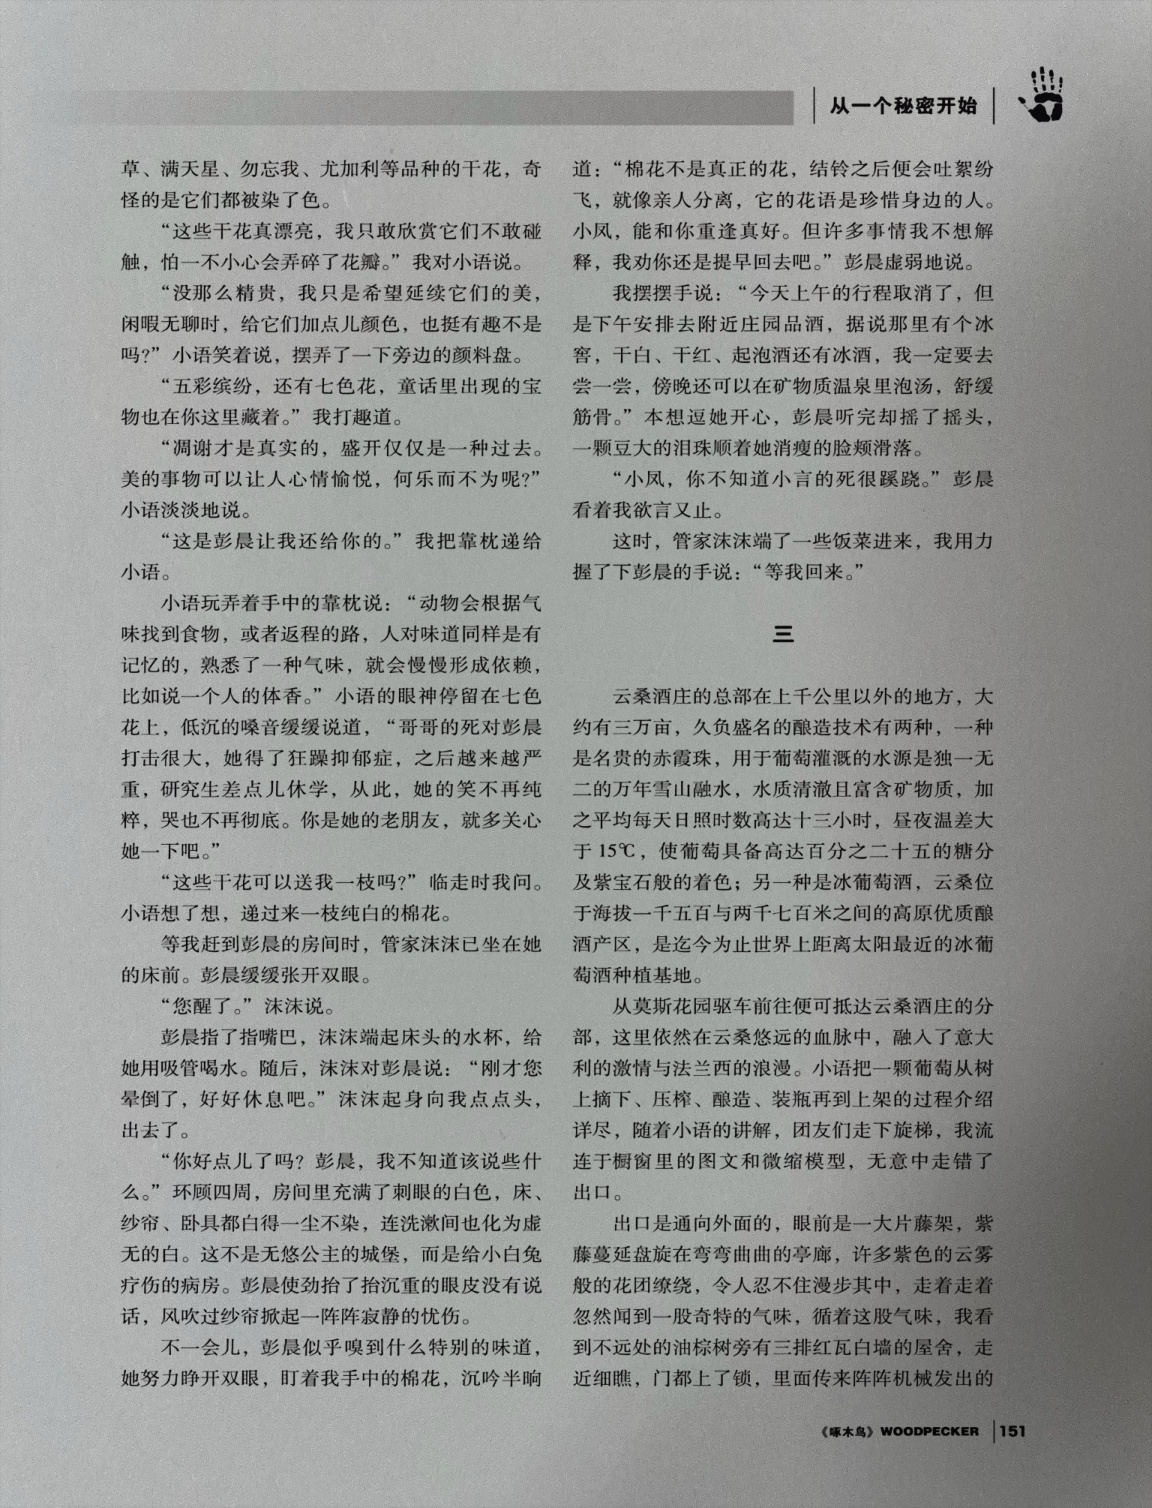 从一个秘密开始
草、满天星、勿忘我、尤加利等品种的干花，奇
怪的是它们都被染了色。
“这些干花真漂亮，我只敢欣赏它们不敢碰
触，怕一不小心会弄碎了花瓣。”我对小语说。
“没那么精贵，我只是希望延续它们的美，
闲暇无聊时，给它们加点儿颜色，也挺有趣不是
吗?”小语笑着说，摆弄了一下旁边的颜料盘。
“五彩缤纷，还有七色花，童话里出现的宝
物也在你这里藏着。”我打趣道。
“凋谢才是真实的，盛开仅仅是一种过去。
美的事物可以让人心情愉悦，何乐而不为呢?”
小语淡淡地说。
“这是彭晨让我还给你的。”我把靠枕递给
小语。
小语玩弄着手中的靠枕说：“动物会根据气
味找到食物，或者返程的路，人对味道同样是有
记忆的，熟悉了一种气味，就会慢慢形成依赖，
比如说一个人的体香。”小语的眼神停留在七色
花上，低沉的嗓音缓缓说道，“哥哥的死对彭晨
打击很大，她得了狂躁抑郁症，之后越来越严
重，研究生差点儿休学，从此，她的笑不再纯
粹，哭也不再彻底。你是她的老朋友，就多关心
她一下吧。”
“这些干花可以送我一枝吗?”临走时我问。
小语想了想，递过来一枝纯白的棉花。
等我赶到彭晨的房间时，管家沫沫已坐在她
的床前。彭晨缓缓张开双眼。
“您醒了。”沫沫说。
彭晨指了指嘴巴，沫沫端起床头的水杯，给
她用吸管喝水。随后，沫沫对彭晨说：“刚才您
晕倒了，好好休息吧。”沫沫起身向我点点头，
出去了。
“你好点儿了吗？彭晨，我不知道该说些什
么。”环顾四周，房间里充满了刺眼的白色，床、
纱帘、卧具都白得一尘不染，连洗漱间也化为虚
无的白。这不是无悠公主的城堡，而是给小白兔
疗伤的病房。彭晨使劲抬了抬沉重的眼皮没有说
话，风吹过纱帘掀起一阵阵寂静的忧伤。
不一会儿，彭晨似乎嗅到什么特别的味道，
她努力睁开双眼，盯着我手中的棉花，沉吟半晌
道：“棉花不是真正的花，结铃之后便会吐絮纷
飞，就像亲人分离，它的花语是珍惜身边的人。
小凤，能和你重逢真好。但许多事情我不想解
释，我劝你还是提早回去吧。”彭晨虚弱地说。
我摆摆手说：“今天上午的行程取消了，但
是下午安排去附近庄园品酒，据说那里有个冰
窖，干白、干红、起泡酒还有冰酒，我一定要去
尝一尝，傍晚还可以在矿物质温泉里泡汤，舒缓
筋骨。”本想逗她开心，彭晨听完却摇了摇头，
一颗豆大的泪珠顺着她消瘦的脸颊滑落。
“小凤，你不知道小言的死很蹊跷。”彭晨
看着我欲言又止。
这时，管家沫沫端了一些饭菜进来，我用力
握了下彭晨的手说：“等我回来。”
三
云桑酒庄的总部在上千公里以外的地方，大
约有三万亩，久负盛名的酿造技术有两种，一种
是名贵的赤霞珠，用于葡萄灌溉的水源是独一无
二的万年雪山融水，水质清澈且富含矿物质，加
之平均每天日照时数高达十三小时，昼夜温差大
于15℃，使葡萄具备高达百分之二十五的糖分
及紫宝石般的着色；另一种是冰葡萄酒，云桑位
于海拔一千五百与两千七百米之间的高原优质酿
酒产区，是迄今为止世界上距离太阳最近的冰葡
萄酒种植基地。
从莫斯花园驱车前往便可抵达云桑酒庄的分
部，这里依然在云桑悠远的血脉中，融入了意大
利的激情与法兰西的浪漫。小语把一颗葡萄从树
上摘下、压榨、酿造、装瓶再到上架的过程介绍
详尽，随着小语的讲解，团友们走下旋梯，我流
连于橱窗里的图文和微缩模型，无意中走错了
出口。
出口是通向外面的，眼前是一大片藤架，紫
藤蔓延盘旋在弯弯曲曲的亭廊，许多紫色的云雾
般的花团缭绕，令人忍不住漫步其中，走着走着
忽然闻到一股奇特的气味，循着这股气味，我看
到不远处的油棕树旁有三排红瓦白墙的屋舍，走
近细瞧，门都上了锁，里面传来阵阵机械发出的
《啄木鸟》WOODPECKER 151